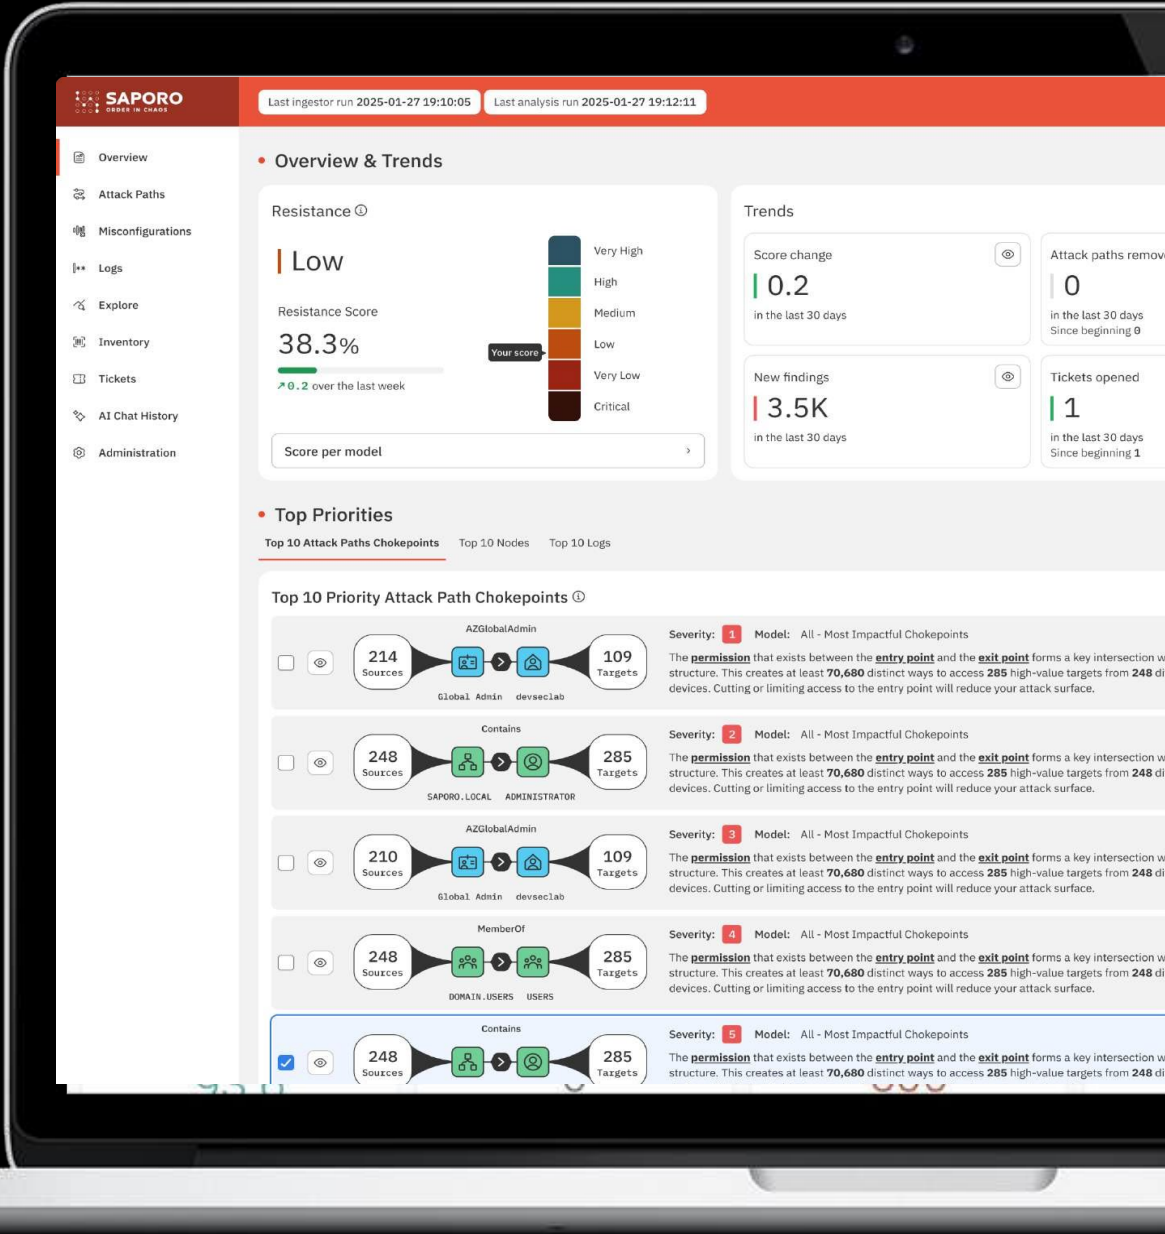 SAPORO
ORDER IN CHAOS
Last ingestor run 2025-01-27 19:10:05
Last analysis run 2025-01-27 19:12:11
Overview
Attack Paths
Misconfigurations
Logs
Explore
Inventory
Tickets
AI Chat History
Administration
Overview & Trends
Resistance
Low
Resistance Score
38.3%
0.2 over the last week
Your score
Very High
High
Medium
Low
Very Low
Critical
Score per model
Trends
Score change
0.2
in the last 30 days
Attack paths remov
0
in the last 30 days
Since beginning 0
New findings
3.5K
in the last 30 days
Tickets opened
1
in the last 30 days
Since beginning 1
Top Priorities
Top 10 Attack Paths Chokepoints
Top 10 Nodes
Top 10 Logs
Top 10 Priority Attack Path Chokepoints
214
Sources
AZGlobalAdmin
Global Admin
devseclab
109
Targets
Severity: 1 Model: All - Most Impactful Chokepoints
The permission that exists between the entry point and the exit point forms a key intersection w
structure. This creates at least 70,680 distinct ways to access 285 high-value targets from 248 di
devices. Cutting or limiting access to the entry point will reduce your attack surface.
248
Sources
Contains
SAPORO.LOCAL
ADMINISTRATOR
285
Targets
Severity: 2 Model: All - Most Impactful Chokepoints
The permission that exists between the entry point and the exit point forms a key intersection w
structure. This creates at least 70,680 distinct ways to access 285 high-value targets from 248 di
devices. Cutting or limiting access to the entry point will reduce your attack surface.
210
Sources
AZGlobalAdmin
Global Admin
devseclab
109
Targets
Severity: 3 Model: All - Most Impactful Chokepoints
The permission that exists between the entry point and the exit point forms a key intersection w
structure. This creates at least 70,680 distinct ways to access 285 high-value targets from 248 di
devices. Cutting or limiting access to the entry point will reduce your attack surface.
248
Sources
MemberOf
DOMAIN.USERS
USERS
285
Targets
Severity: 4 Model: All - Most Impactful Chokepoints
The permission that exists between the entry point and the exit point forms a key intersection w
structure. This creates at least 70,680 distinct ways to access 285 high-value targets from 248 di
devices. Cutting or limiting access to the entry point will reduce your attack surface.
248
Sources
Contains
285
Targets
Severity: 5 Model: All - Most Impactful Chokepoints
The permission that exists between the entry point and the exit point forms a key intersection w
structure. This creates at least 70,680 distinct ways to access 285 high-value targets from 248 di